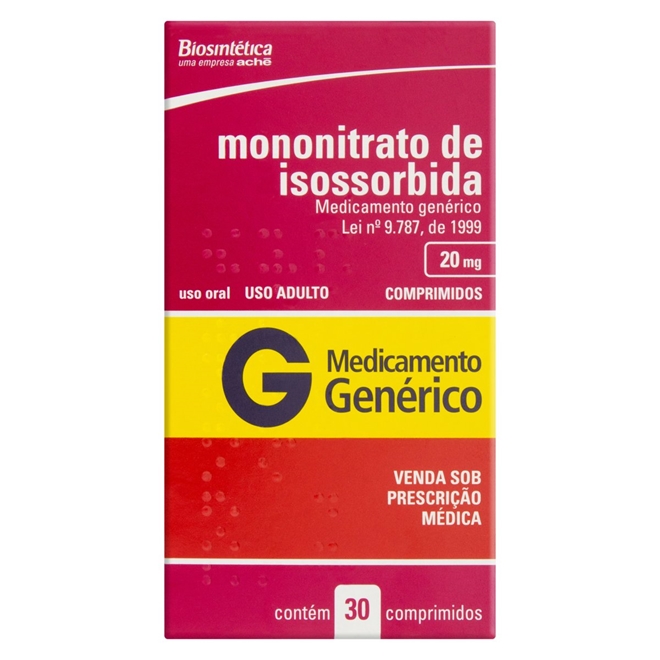 Biosintética
uma empresa achē
mononitrato de
isossorbida
Medicamento genérico
Lei nº 9.787, de 1999
20 mg
uso oral USO ADULTO COMPRIMIDOS
G Medicamento
Genérico
VENDA SOB
PRESCRIÇÃO
MÉDICA
contém 30 comprimidos